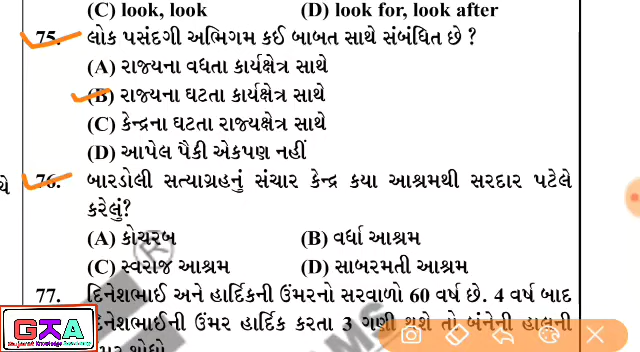 (C) look, look (D) look for, look after
75. લોક પસંદગી અભિગમ કઈ બાબત સાથે સંબંધિત છે ?
(A) રાજ્યના વધતા કાર્યક્ષેત્ર સાથે
(B) રાજ્યના ઘટતા કાર્યક્ષેત્ર સાથે
(C) કેન્દ્રના ઘટતા રાજ્યક્ષેત્ર સાથે
(D) આપેલ પૈકી એકપણ નહીં
76. બારડોલી સત્યાગ્રહનું સંચાર કેન્દ્ર કયા આશ્રમથી સરદાર પટેલે
કરેલું?
(A) કોચરબ (B) વર્ધા આશ્રમ
(C) સ્વરાજ આશ્રમ (D) સાબરમતી આશ્રમ
77. દિનેશભાઈ અને હાર્દિકની ઉંમરનો સરવાળો 60 વર્ષ છે. 4 વર્ષ બાદ
દિનેશભાઈની ઉંમર હાર્દિક કરતા 3 ગણી થશે તો બંનેની હાલની
GKA